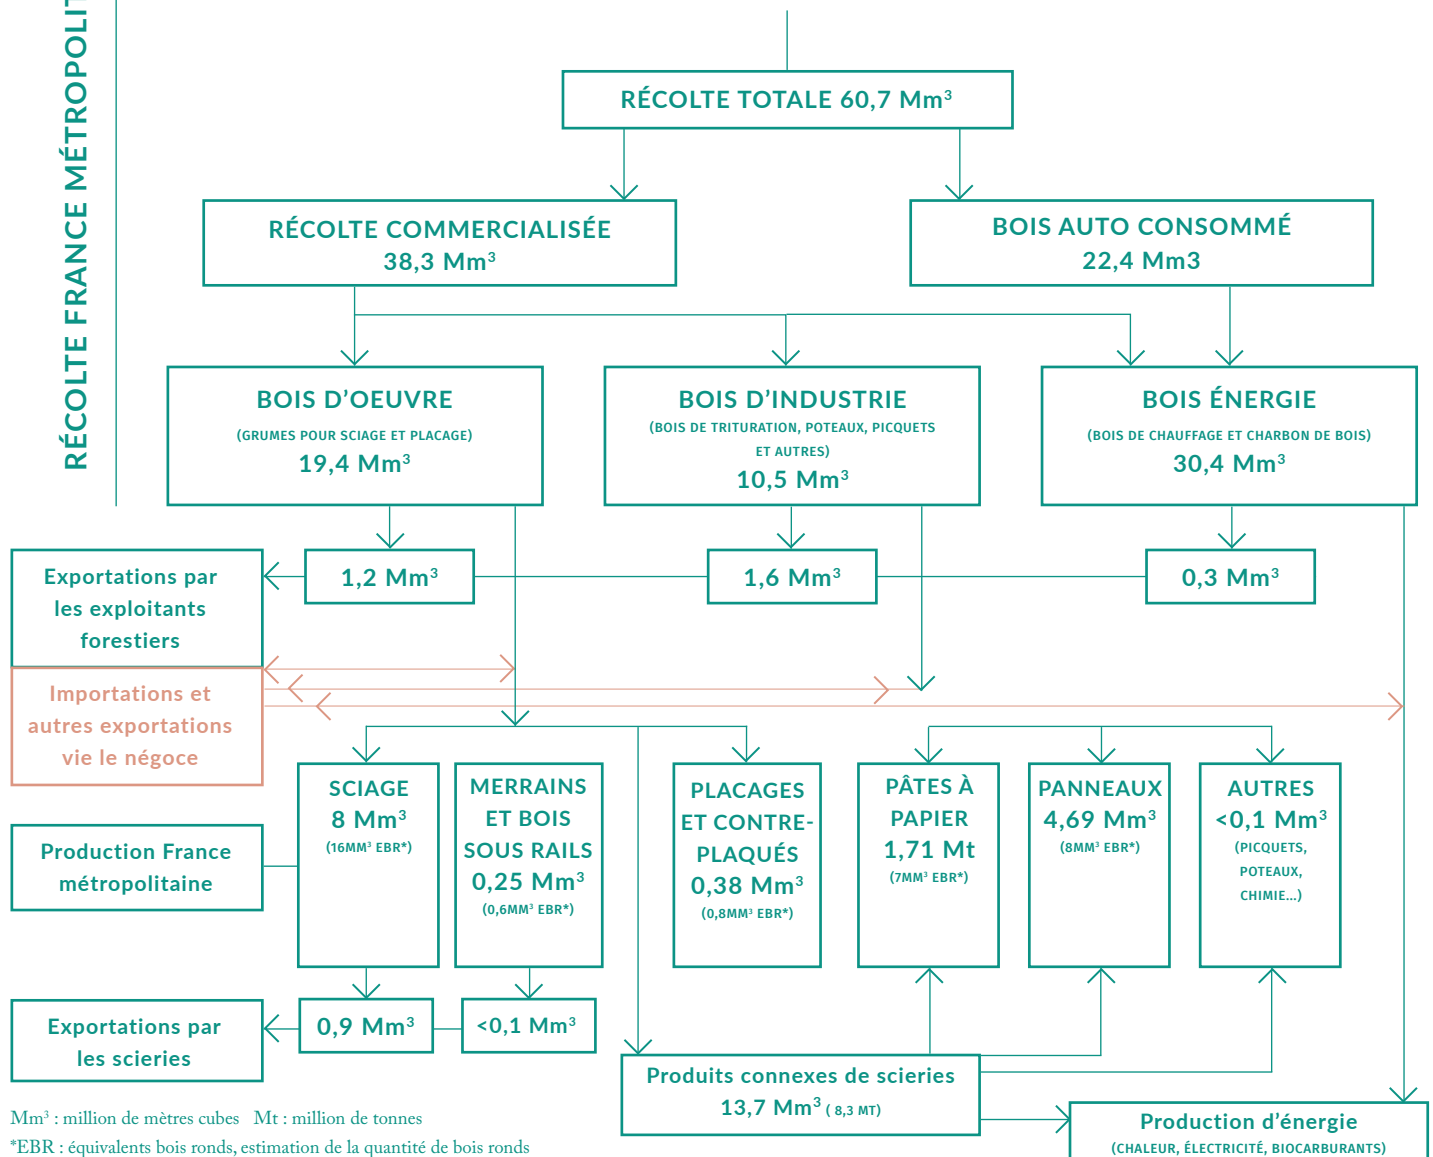 RÉCOLTE FRANCE MÉTROPOLIT
RÉCOLTE TOTALE 60,7 Mm³
RÉCOLTE COMMERCIALISÉE
38,3 Mm³
BOIS AUTO CONSOMMÉ
22,4 Mm3
BOIS D’OEUVRE
(GRUMES POUR SCIAGE ET PLACAGE)
19,4 Mm³
BOIS D’INDUSTRIE
(BOIS DE TRITURATION, POTEAUX, PICQUETS
ET AUTRES)
10,5 Mm³
BOIS ÉNERGIE
(BOIS DE CHAUFFAGE ET CHARBON DE BOIS)
30,4 Mm³
Exportations par
les exploitants
forestiers
1,2 Mm³
1,6 Mm³
0,3 Mm³
Importations et
autres exportations
vie le négoce
Production France
métropolitaine
SCIAGE
8 Mm³
(16MM³ EBR*)
MERRAINS
ET BOIS
SOUS RAILS
0,25 Mm³
(0,6MM³ EBR*)
PLACAGES
ET CONTRE-
PLAQUÉS
0,38 Mm³
(0,8MM³ EBR*)
PÂTES À
PAPIER
1,71 Mt
(7MM³ EBR*)
PANNEAUX
4,69 Mm³
(8MM³ EBR*)
AUTRES
<0,1 Mm³
(PICQUETS,
POTEAUX,
CHIMIE...)
Exportations par
les scieries
0,9 Mm³
<0,1 Mm³
Produits connexes de scieries
13,7 Mm³ ( 8,3 MT)
Production d’énergie
(CHALEUR, ÉLECTRICITÉ, BIOCARBURANTS)
Mm³ : million de mètres cubes Mt : million de tonnes
*EBR : équivalents bois ronds, estimation de la quantité de bois ronds